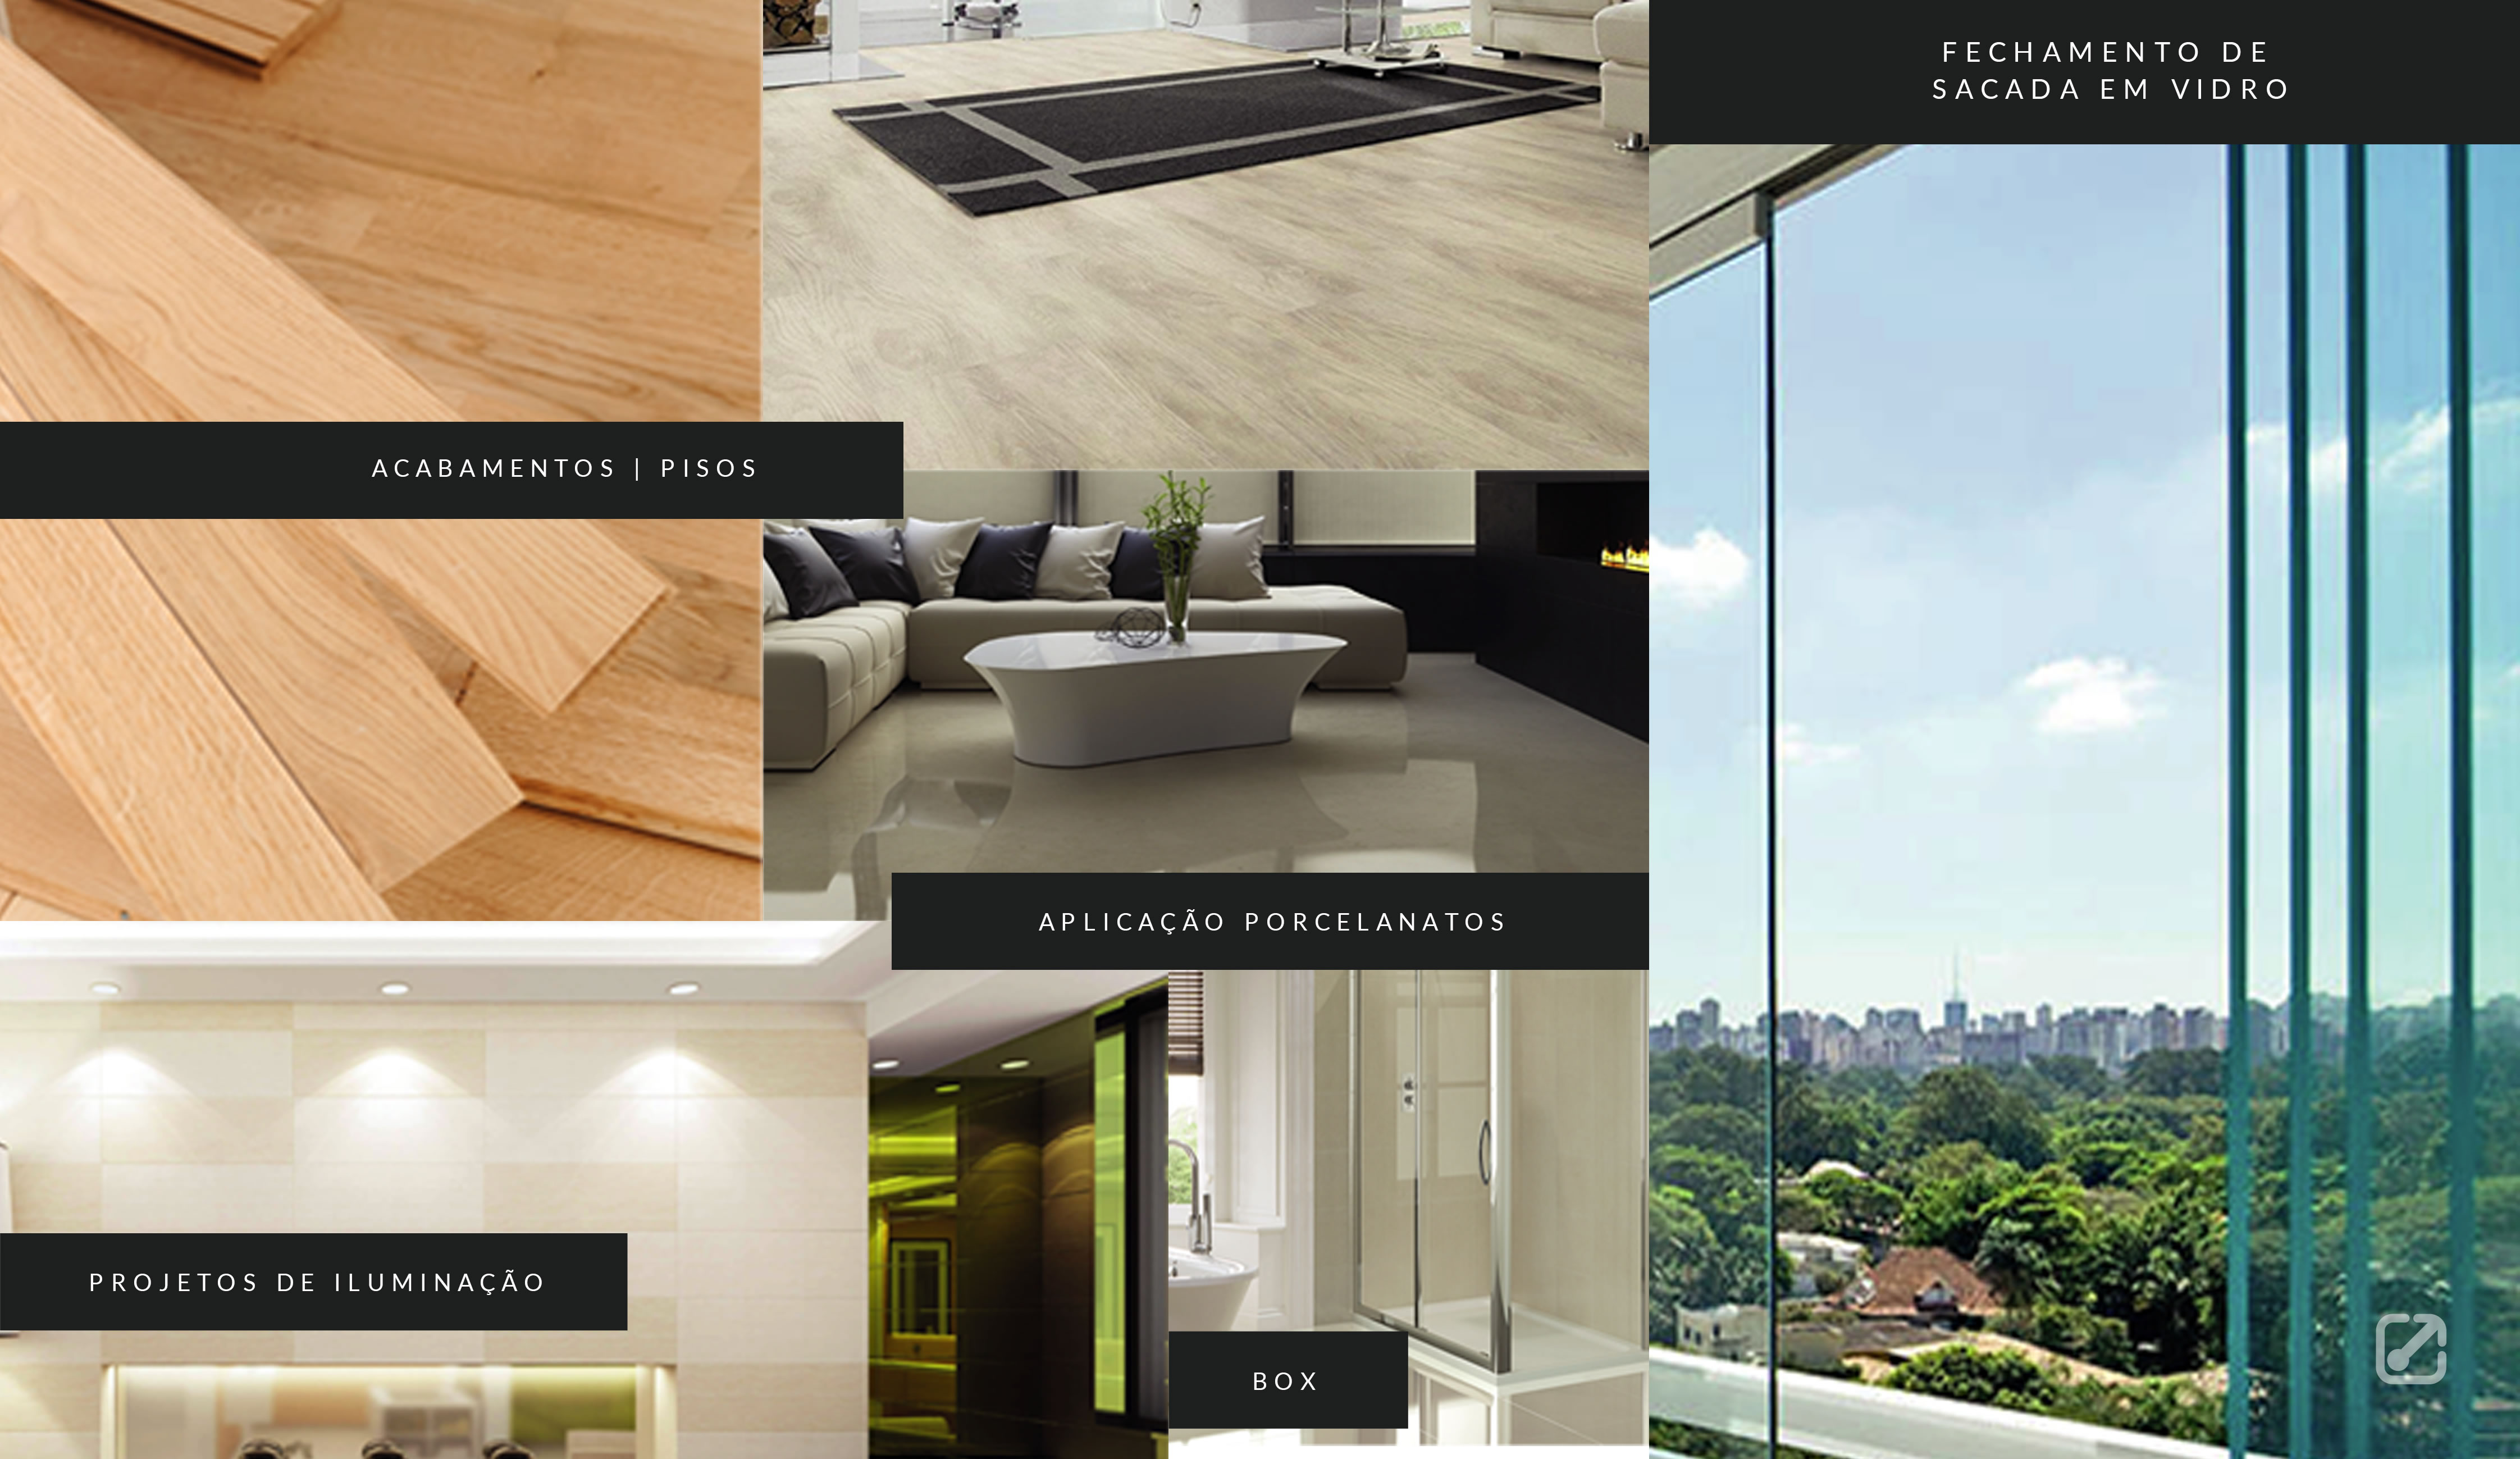 FECHAMENTO DE
SACADA EM VIDRO
ACABAMENTOS | PISOS
APLICAÇÃO PORCELANATOS
PROJETOS DE ILUMINAÇÃO
BOX